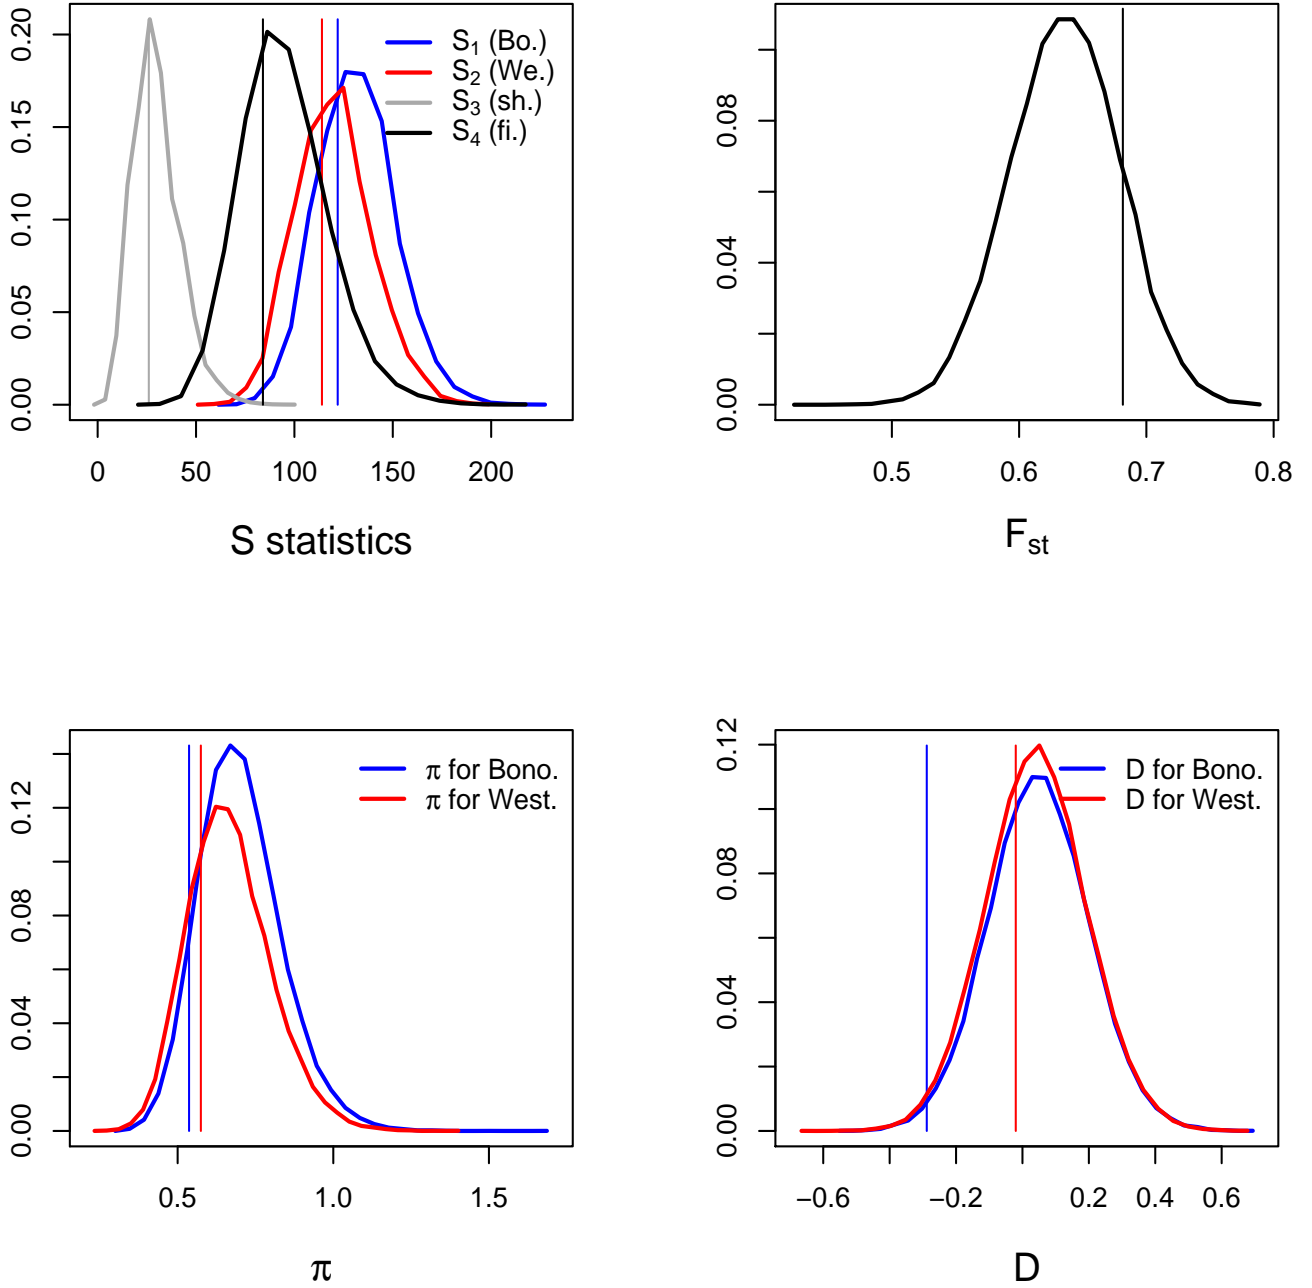 0.00 0.05 0.10 0.15 0.20
S1 (Bo.)
S2 (We.)
S3 (sh.)
S4 (fi.)
0 50 100 150 200
S statistics
0.00 0.04 0.08
0.5 0.6 0.7 0.8
Fst
0.00 0.04 0.08 0.12
π for Bono.
π for West.
0.5 1.0 1.5
π
0.00 0.04 0.08 0.12
D for Bono.
D for West.
−0.6 −0.2 0.2 0.4 0.6
D